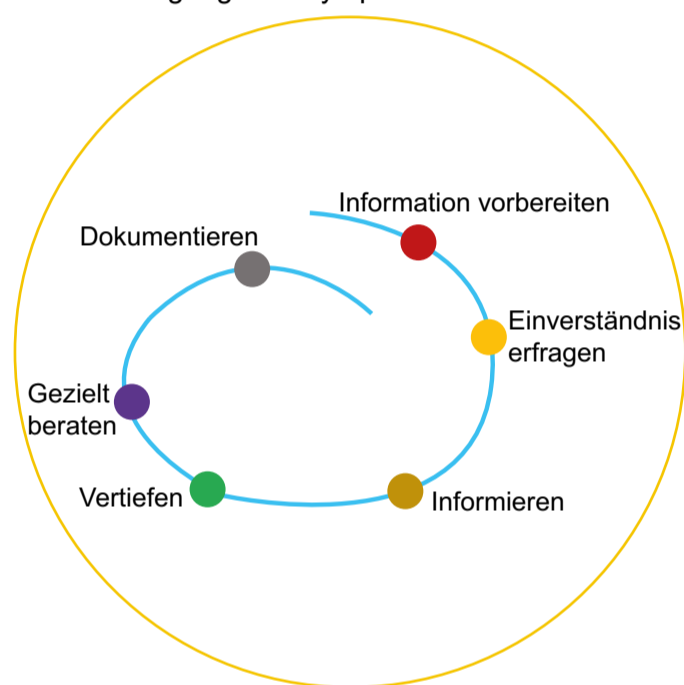 Information vorbereiten
Einverständnis
erfragen
Informieren
Vertiefen
Gezielt
beraten
Dokumentieren